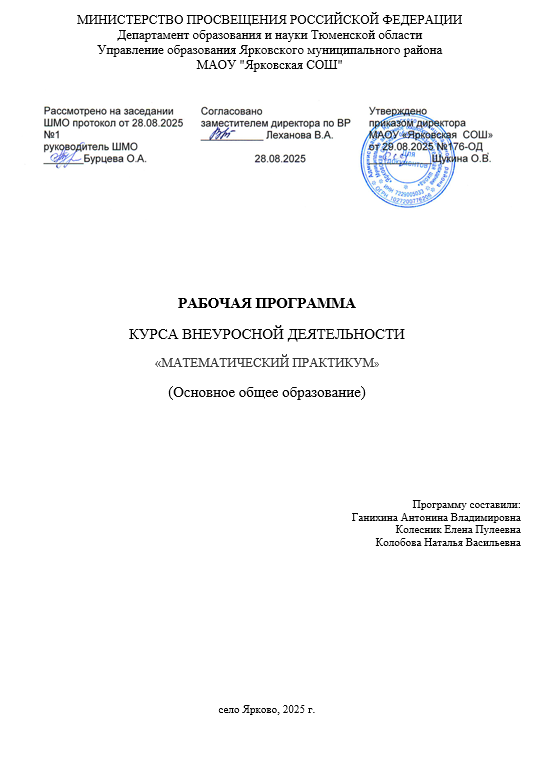 МИНИСТЕРСТВО ПРОСВЕЩЕНИЯ РОССИЙСКОЙ ФЕДЕРАЦИИ
Департамент образования и науки Тюменской области
Управление образования Ярковского муниципального района
МАОУ "Ярковская СОШ"
Рассмотрено на заседании
ШМО протокол от 28.08.2025
№1
руководитель ШМО
Бурцева О.А.
Согласовано
заместителем директора по ВР
Леханова В.А.
28.08.2025
Утверждено
приказом директора
МАОУ «Ярковская СОШ»
от 29.08.2025 №176-ОД
Щукина О.В.
РАБОЧАЯ ПРОГРАММА
КУРСА ВНЕУРОСНОЙ ДЕЯТЕЛЬНОСТИ
«МАТЕМАТИЧЕСКИЙ ПРАКТИКУМ»
(Основное общее образование)
Программу составили:
Ганихина Антонина Владимировна
Колесник Елена Пулеевна
Колобова Наталья Васильевна
село Ярково, 2025 г.